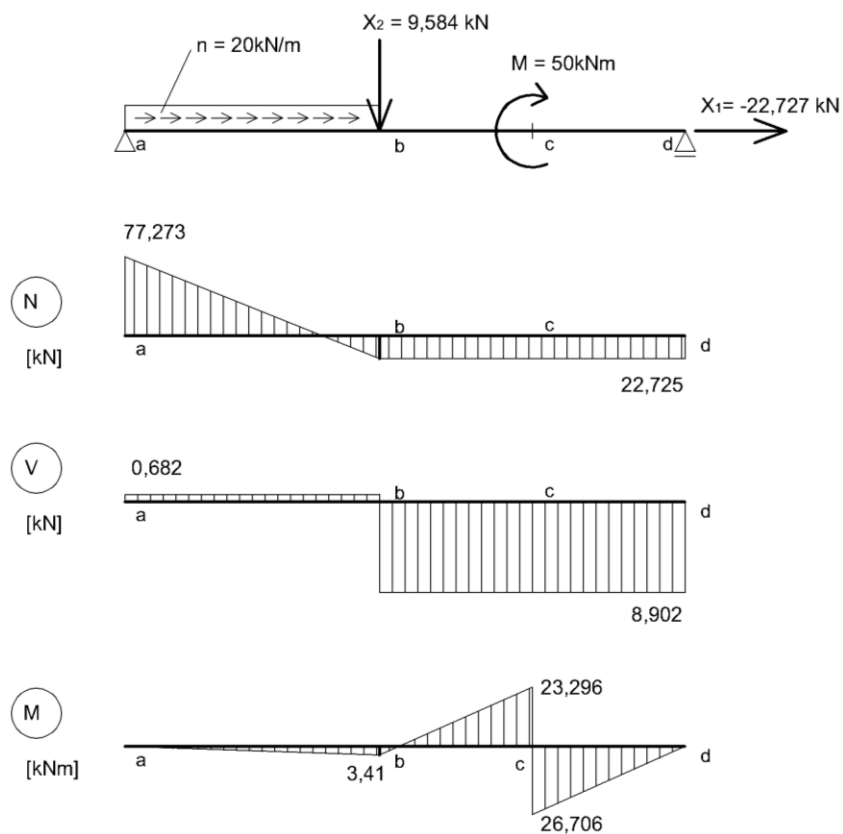 X₂ = 9,584 kN
n = 20kN/m
M = 50kNm
X₁= -22,727 kN
a
b
c
d
77,273
N
b
c
a
d
[kN]
22,725
V
0,682
b
c
a
d
[kN]
8,902
M
23,296
a
b
c
d
[kNm]
3,41
26,706